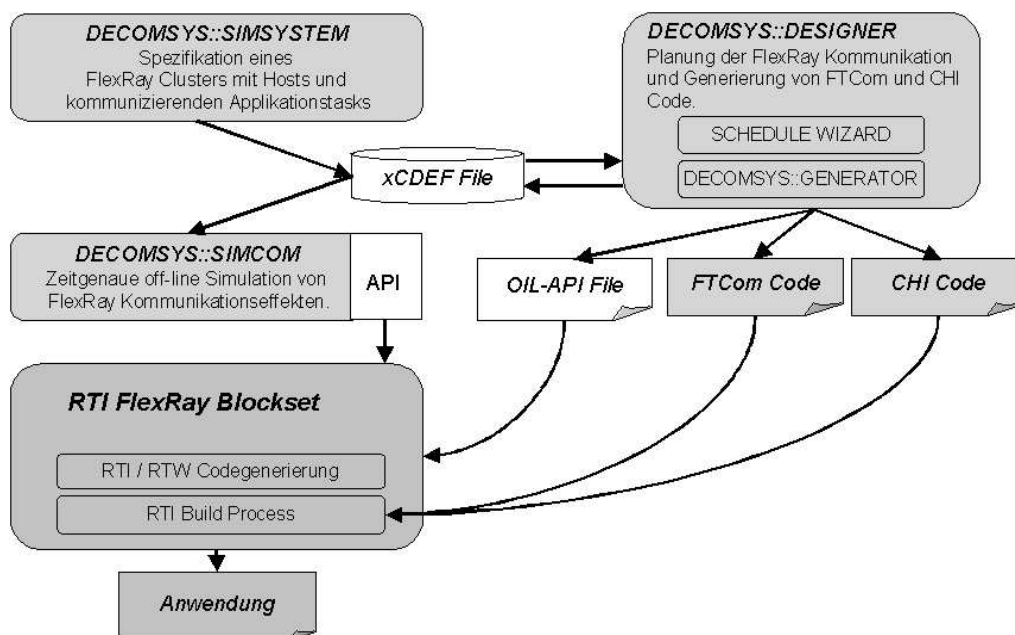 DECOMSYS::SIMSYSTEM
Spezifikation eines
FlexRay Clusters mit Hosts und
kommunizierenden Applikationstasks
DECOMSYS::DESIGNER
Planung der FlexRay Kommunikation
und Generierung von FTCom und CHI
Code.
SCHEDULE WIZARD
DECOMSYS::GENERATOR
xCDEF File
DECOMSYS::SIMCOM
Zeitgenaue off-line Simulation von
FlexRay Kommunikationseffekten.
API
OIL-API File
FTCom Code
CHI Code
RTI FlexRay Blockset
RTI / RTW Codegenerierung
RTI Build Process
Anwendung